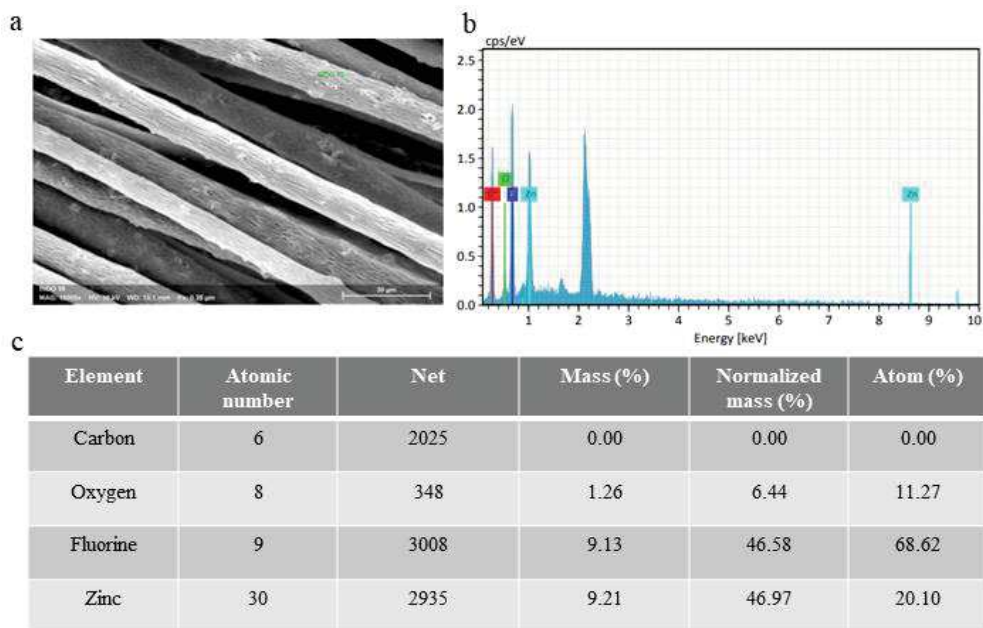 a
b
cps/eV
2.5
2.0
1.5
1.0
0.5
0.0
O
F
Zn
Zn
1 2 3 4 5 6 7 8 9 10
Energy [keV]
c
Element Atomic number Net Mass (%) Normalized mass (%) Atom (%)
Carbon 6 2025 0.00 0.00 0.00
Oxygen 8 348 1.26 6.44 11.27
Fluorine 9 3008 9.13 46.58 68.62
Zinc 30 2935 9.21 46.97 20.10